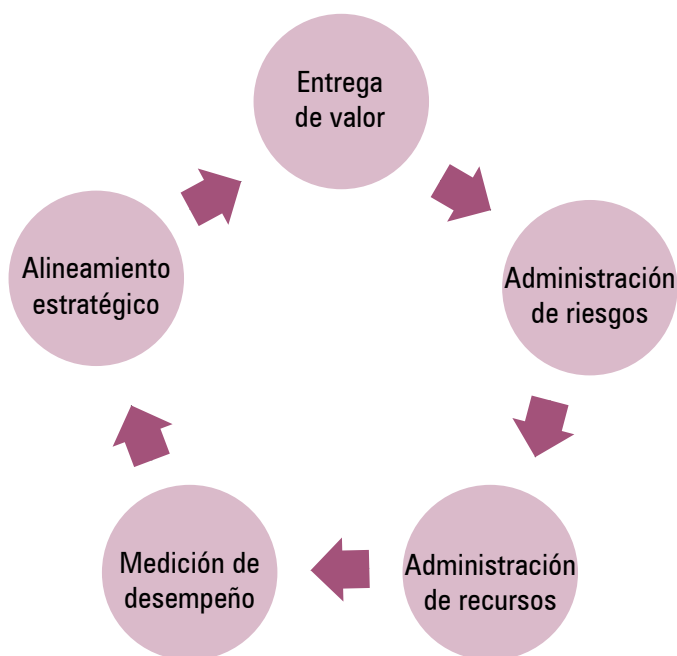 Entrega
de valor
Administración
de riesgos
Administración
de recursos
Medición de
desempeño
Alineamiento
estratégico